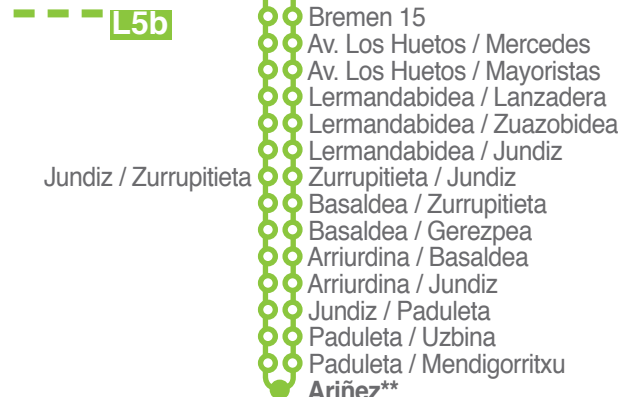 L5b
Bremen 15
Av. Los Huetos / Mercedes
Av. Los Huetos / Mayoristas
Lermandabidea / Lanzadera
Lermandabidea / Zuazobidea
Lermandabidea / Jundiz
Jundiz / Zurrupitieta
Zurrupitieta / Jundiz
Basaldea / Zurrupitieta
Basaldea / Gerezpea
Arriurdina / Basaldea
Arriurdina / Jundiz
Jundiz / Paduleta
Paduleta / Uzbina
Paduleta / Mendigorritxu
Ariñez**